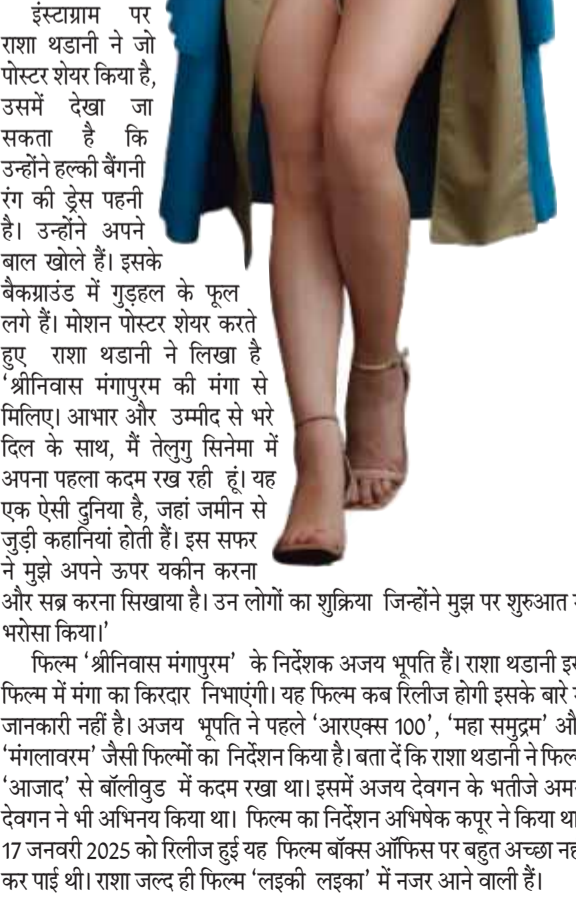 इंस्टाग्राम पर
राशा थडानी ने जो
पोस्टर शेयर किया है,
उसमें देखा जा
सकता है कि
उन्होंने हल्की बैंगनी
रंग की ड्रेस पहनी
है। उन्होंने अपने
बाल खोले हैं। इसके
बैकग्राउंड में गुड़हल के फूल
लगे हैं। मोशन पोस्टर शेयर करते
हुए राशा थडानी ने लिखा है
‘श्रीनिवास मंगापुरम की मंगा से
मिलिए। आभार और उम्मीद से भरे
दिल के साथ, मैं तेलुगु सिनेमा में
अपना पहला कदम रख रही हूं। यह
एक ऐसी दुनिया है, जहां जमीन से
जुड़ी कहानियां होती हैं। इस सफर
ने मुझे अपने ऊपर यकीन करना
और सब्र करना सिखाया है। उन लोगों का शुक्रिया जिन्होंने मुझ पर शुरुआत
भरोसा किया।’
फिल्म ‘श्रीनिवास मंगापुरम’ के निर्देशक अजय भूपति हैं। राशा थडानी
फिल्म में मंगा का किरदार निभाएंगी। यह फिल्म कब रिलीज होगी इसके बारे
जानकारी नहीं है। अजय भूपति ने पहले ‘आरएक्स 100’, ‘महा समुद्रम’
‘मंगलावरम’ जैसी फिल्मों का निर्देशन किया है। बता दें कि राशा थडानी ने
‘आजाद’ से बॉलीवुड में कदम रखा था। इसमें अजय देवगन के भतीजे
देवगन ने भी अभिनय किया था। फिल्म का निर्देशन अभिषेक कपूर ने किया
17 जनवरी 2025 को रिलीज हुई यह फिल्म बॉक्स ऑफिस पर बहुत अच्छा
कर पाई थी। राशा जल्द ही फिल्म ‘लइकी लइका’ में नजर आने वाली हैं।